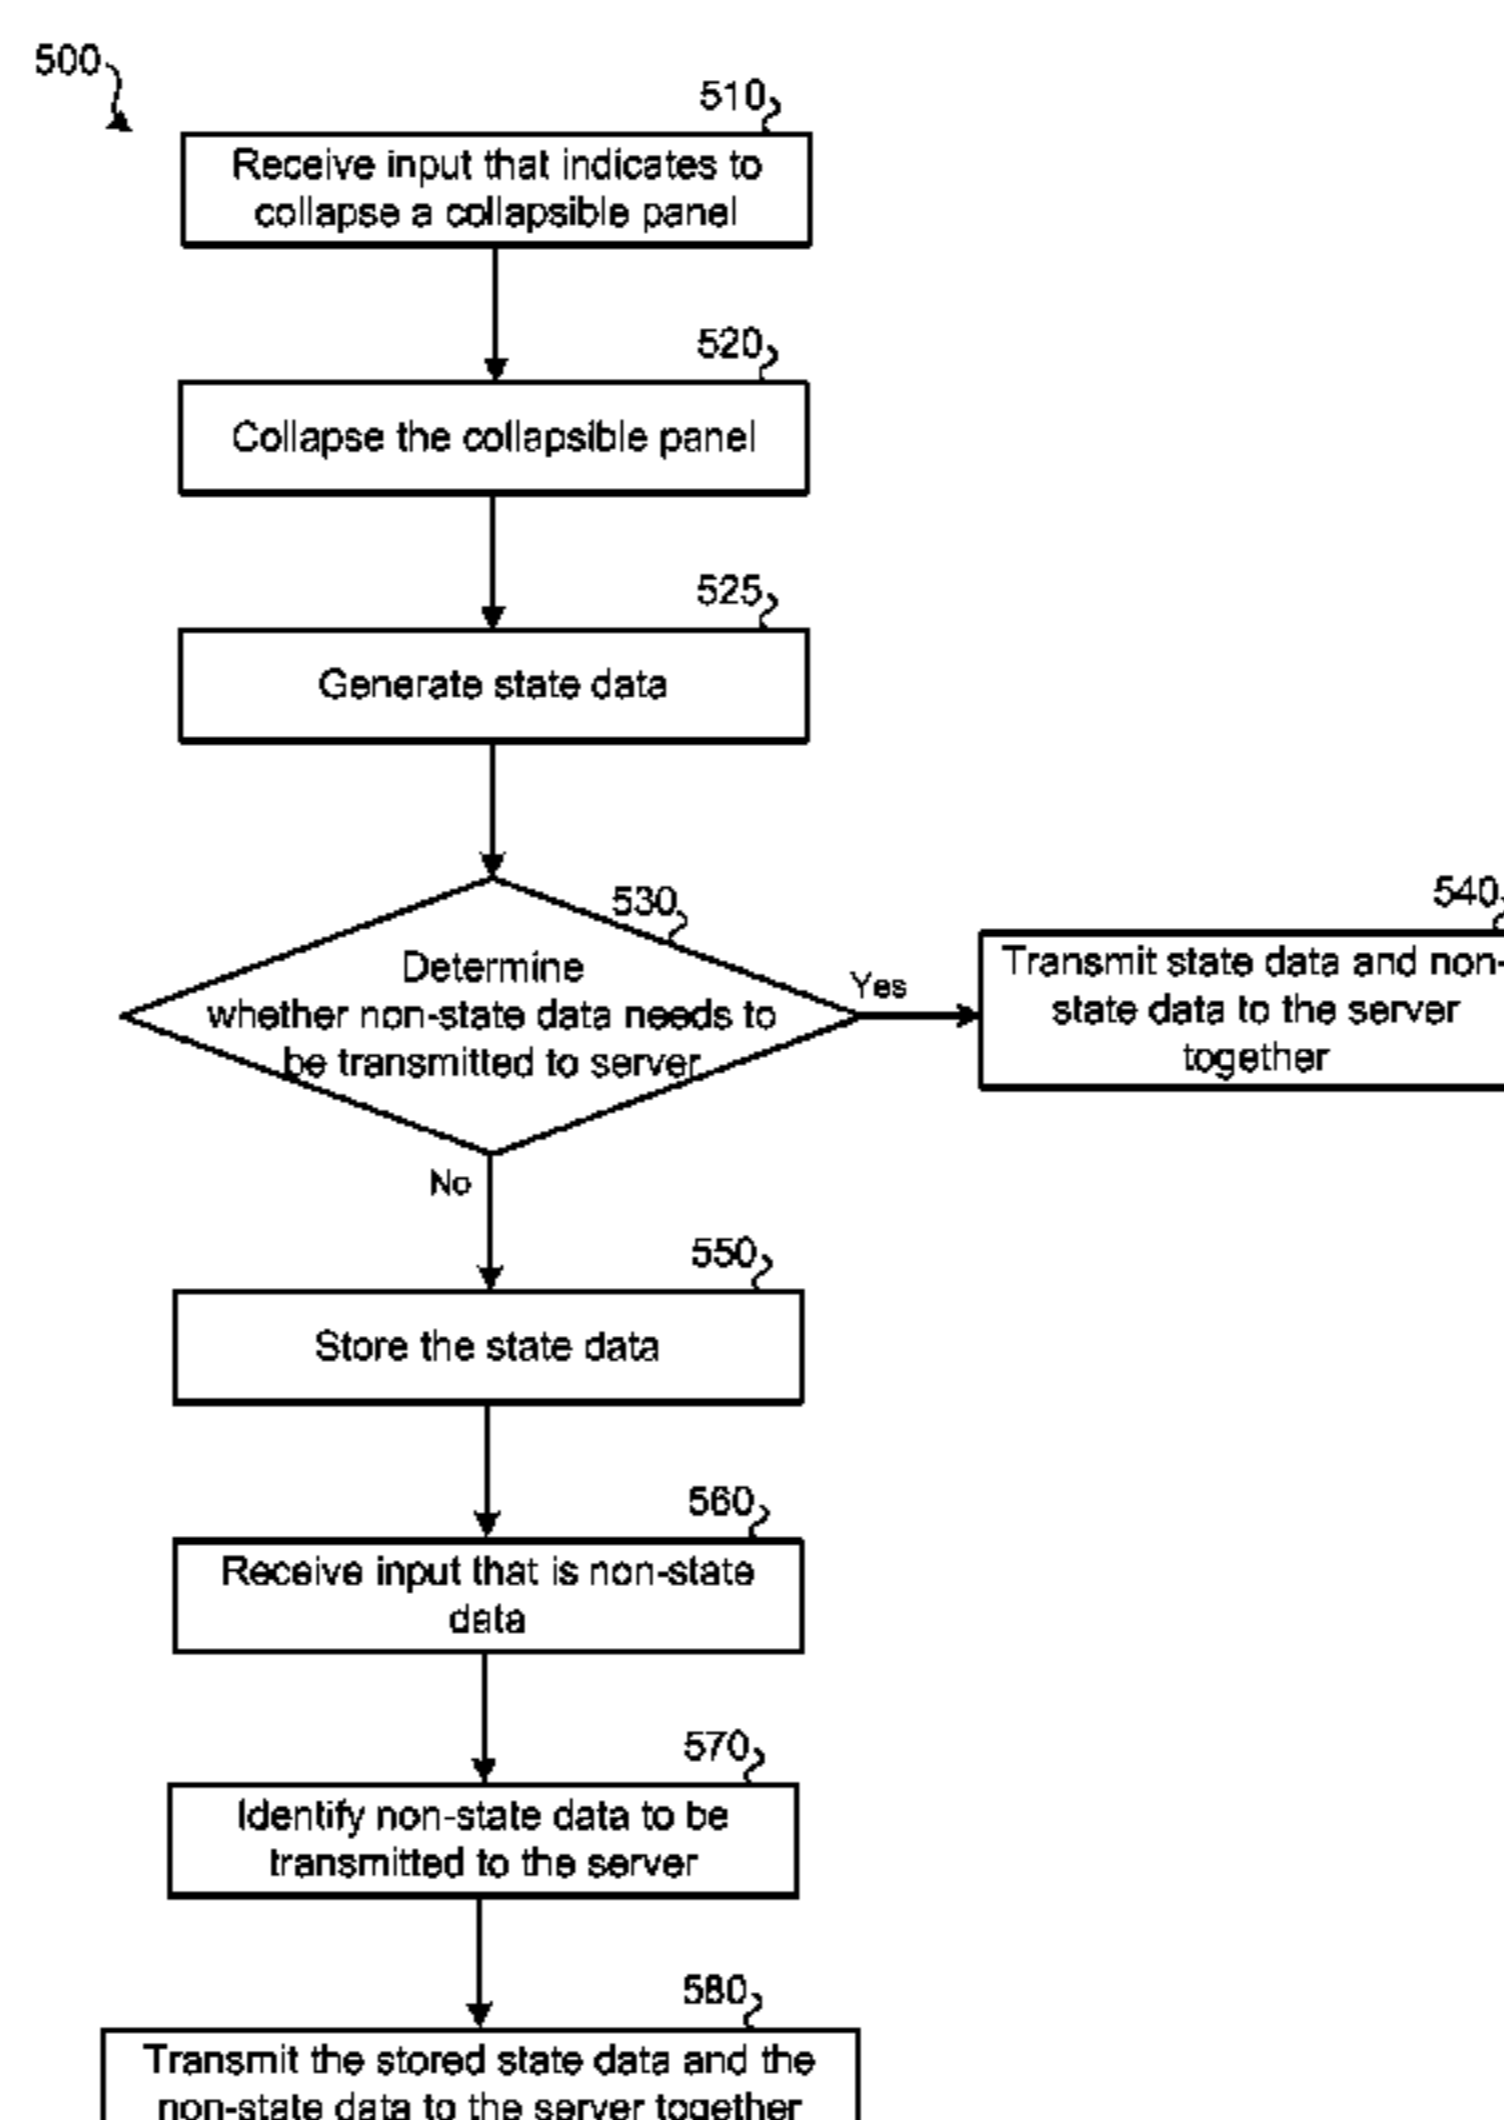 500
510
Receive input that indicates to
collapse a collapsible panel
520
Collapse the collapsible panel
525
Generate state data
530
Determine
whether non-state data needs to
be transmitted to server
Yes
540
Transmit state data and non-
state data to the server
together
No
550
Store the state data
560
Receive input that is non-state
data
570
Identify non-state data to be
transmitted to the server
580
Transmit the stored state data and the
non-state data to the server together